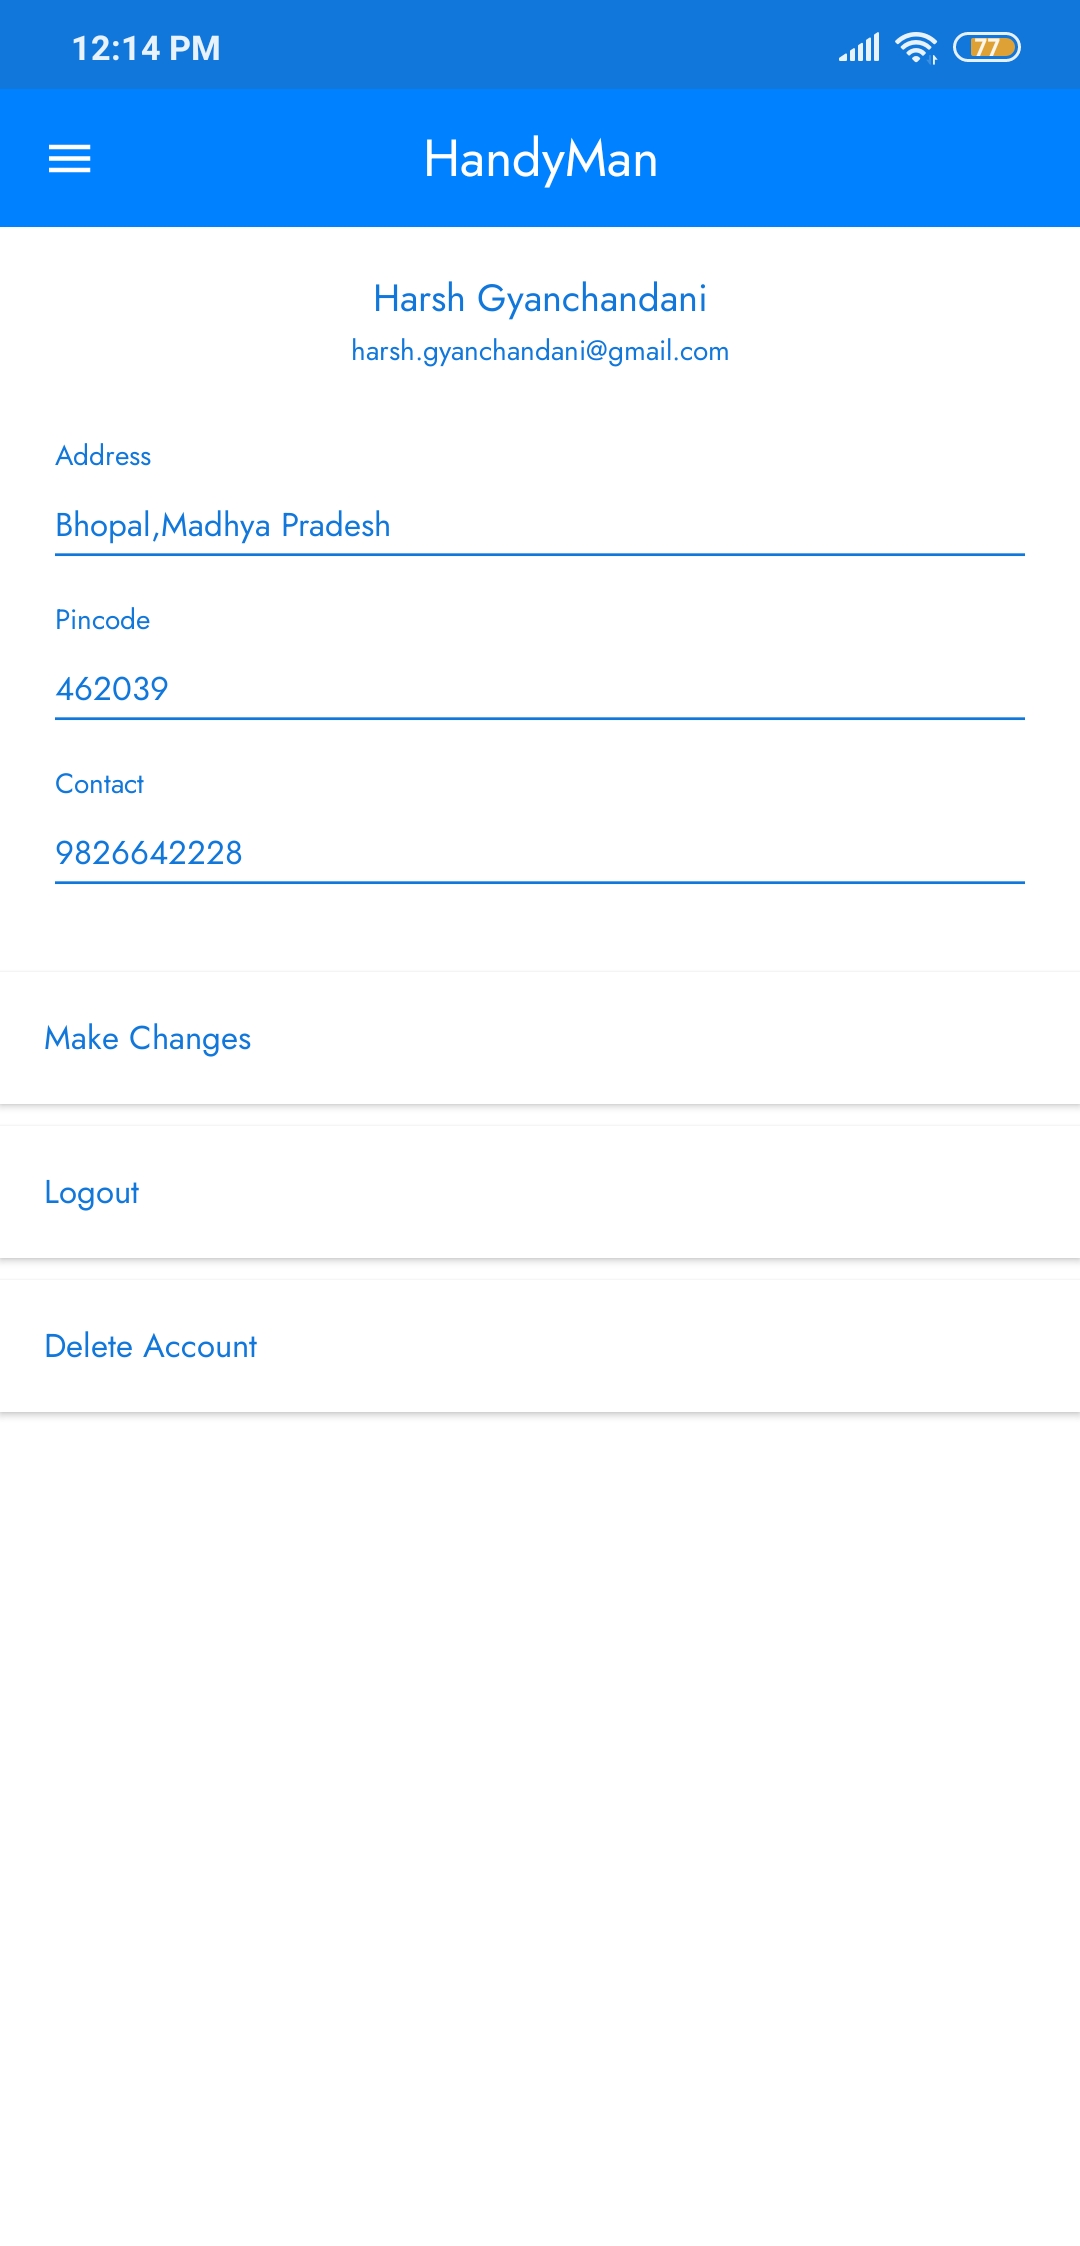 12:14 PM
77
HandyMan
Harsh Gyanchandani
harsh.gyanchandani@gmail.com
Address
Bhopal,Madhya Pradesh
Pincode
462039
Contact
9826642228
Make Changes
Logout
Delete Account